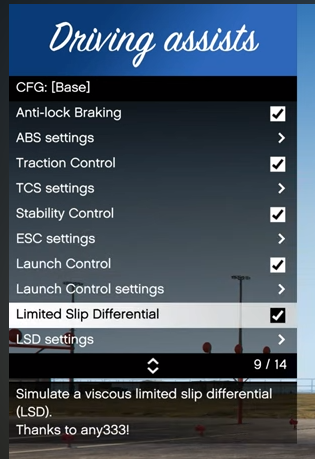 Driving assists
CFG: [Base]
Anti-lock Braking
ABS settings
Traction Control
TCS settings
Stability Control
ESC settings
Launch Control
Launch Control settings
Limited Slip Differential
LSD settings
9 / 14
Simulate a viscous limited slip differential
(LSD).
Thanks to any333!